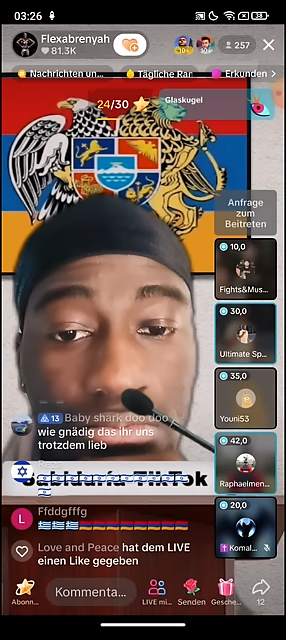 03:26
38
Flexabrenyah
81.3K
10+
10+
257
Nachrichten un...
Tägliche Ran
Erkunden
24/30
Glaskugel
Anfrage
zum
Beitreten
10,0
Fights&Mus...
30,0
Ultimate Sp...
35,0
Youni53
42,0
Raphaelmen...
20,0
Komal...
13 Baby shark doo doo
wie gnädig das ihr uns
trotzdem lieb
TikTok
L
Ffddgfffg
Love and Peace hat dem LIVE
einen Like gegeben
Abonn...
Kommenta...
LIVE mi...
Senden
Gesche...
12